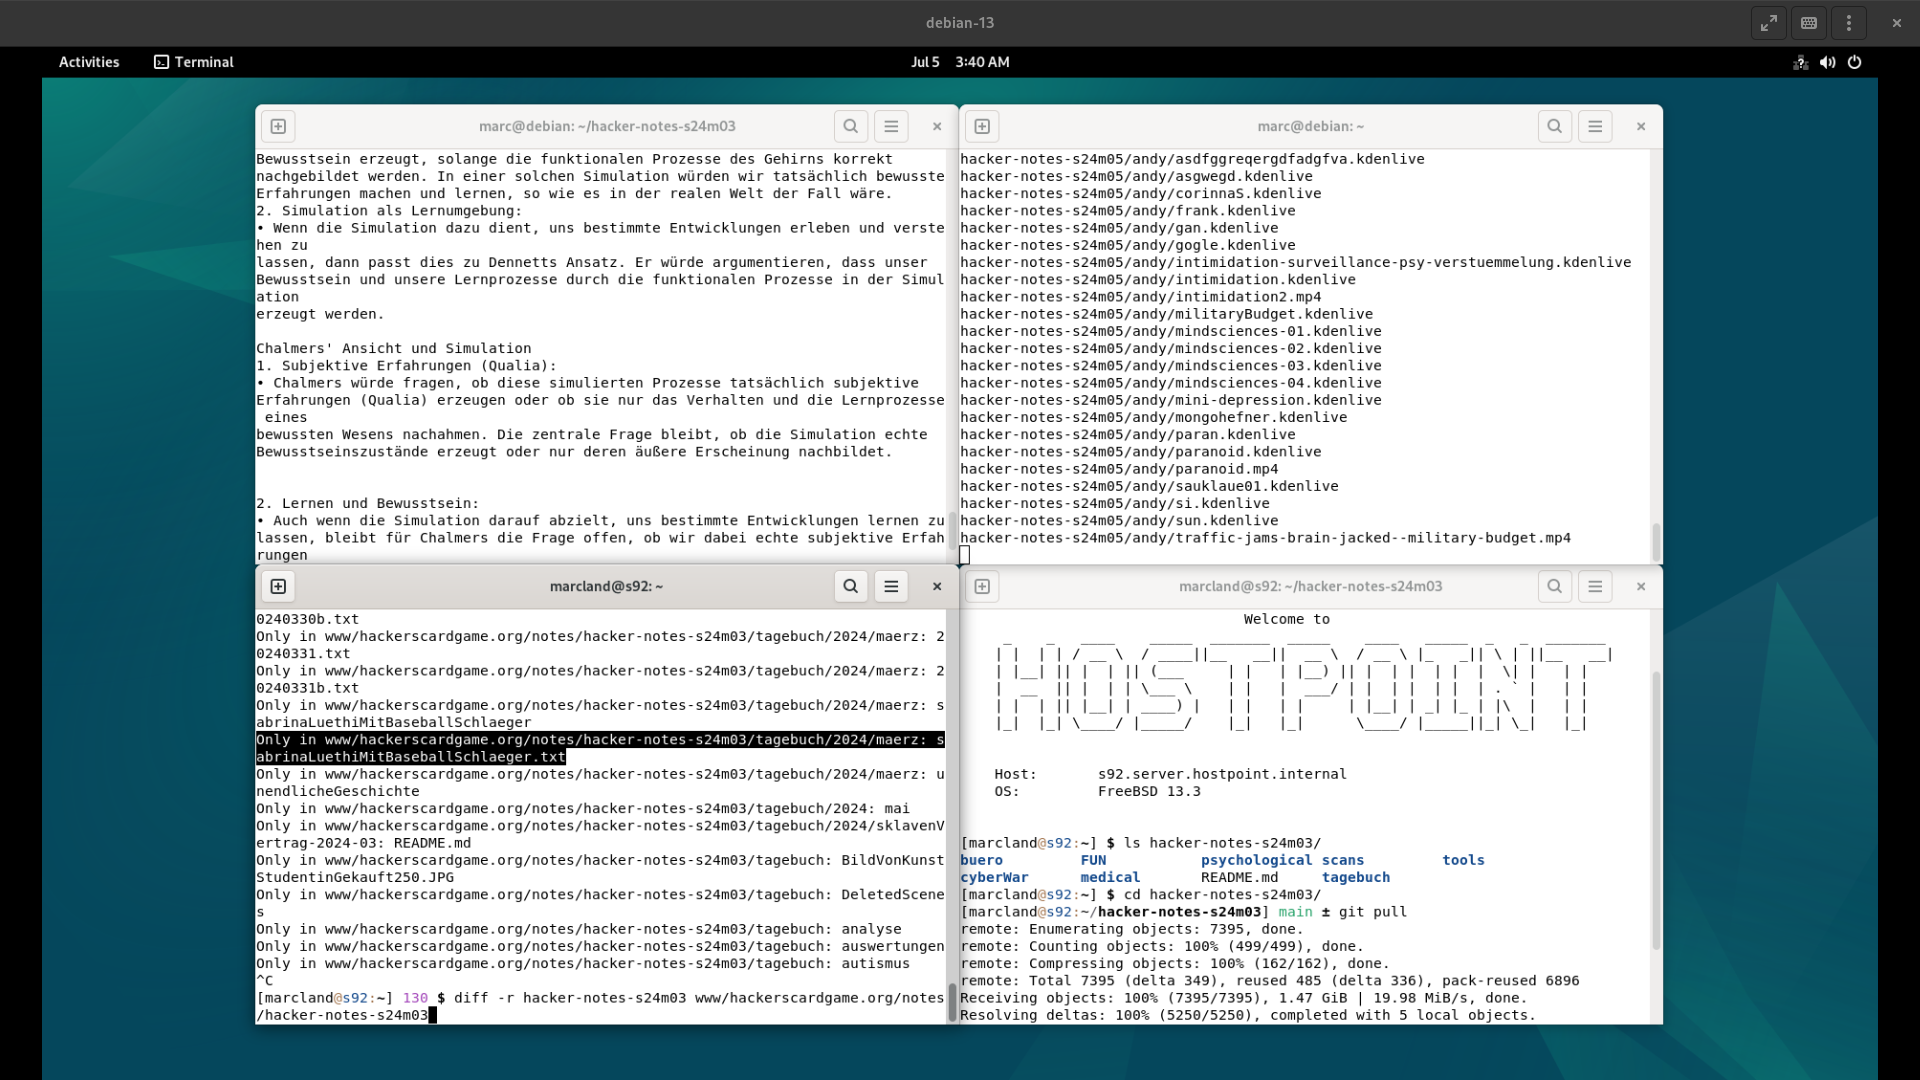 debian-13
Activities
Terminal
Jul 5 3:40 AM
marc@debian: ~/hacker-notes-s24m03
Bewusstsein erzeugt, solange die funktionalen Prozesse des Gehirns korrekt
nachgebildet werden. In einer solchen Simulation würden wir tatsächlich bewusste
Erfahrungen machen und lernen, so wie es in der realen Welt der Fall wäre.
2. Simulation als Lernumgebung:
• Wenn die Simulation dazu dient, uns bestimmte Entwicklungen erleben und verste
hen zu
lassen, dann passt dies zu Dennetts Ansatz. Er würde argumentieren, dass unser
Bewusstsein und unsere Lernprozesse durch die funktionalen Prozesse in der Simul
ation
erzeugt werden.
Chalmers' Ansicht und Simulation
1. Subjektive Erfahrungen (Qualia):
• Chalmers würde fragen, ob diese simulierten Prozesse tatsächlich subjektive
Erfahrungen (Qualia) erzeugen oder ob sie nur das Verhalten und die Lernprozesse
 eines
bewussten Wesens nachahmen. Die zentrale Frage bleibt, ob die Simulation echte
Bewusstseinszustände erzeugt oder nur deren äußere Erscheinung nachbildet.
2. Lernen und Bewusstsein:
• Auch wenn die Simulation darauf abzielt, uns bestimmte Entwicklungen lernen zu
lassen, bleibt für Chalmers die Frage offen, ob wir dabei echte subjektive Erfah
rungen
marc@debian: ~
hacker-notes-s24m05/andy/asdfggreqergdfadgfva.kdenlive
hacker-notes-s24m05/andy/asgwegd.kdenlive
hacker-notes-s24m05/andy/corinnaS.kdenlive
hacker-notes-s24m05/andy/frank.kdenlive
hacker-notes-s24m05/andy/gan.kdenlive
hacker-notes-s24m05/andy/gogle.kdenlive
hacker-notes-s24m05/andy/intimidation-surveillance-psy-verstuemmelung.kdenlive
hacker-notes-s24m05/andy/intimidation.kdenlive
hacker-notes-s24m05/andy/intimidation2.mp4
hacker-notes-s24m05/andy/militaryBudget.kdenlive
hacker-notes-s24m05/andy/mindsciences-01.kdenlive
hacker-notes-s24m05/andy/mindsciences-02.kdenlive
hacker-notes-s24m05/andy/mindsciences-03.kdenlive
hacker-notes-s24m05/andy/mindsciences-04.kdenlive
hacker-notes-s24m05/andy/mini-depression.kdenlive
hacker-notes-s24m05/andy/mongohefner.kdenlive
hacker-notes-s24m05/andy/paran.kdenlive
hacker-notes-s24m05/andy/paranoid.kdenlive
hacker-notes-s24m05/andy/paranoid.mp4
hacker-notes-s24m05/andy/sauklaue01.kdenlive
hacker-notes-s24m05/andy/si.kdenlive
hacker-notes-s24m05/andy/sun.kdenlive
hacker-notes-s24m05/andy/traffic-jams-brain-jacked--military-budget.mp4
marcland@s92: ~
0240330b.txt
Only in www/hackerscardgame.org/notes/hacker-notes-s24m03/tagebuch/2024/maerz: 2
0240331.txt
Only in www/hackerscardgame.org/notes/hacker-notes-s24m03/tagebuch/2024/maerz: 2
0240331b.txt
Only in www/hackerscardgame.org/notes/hacker-notes-s24m03/tagebuch/2024/maerz: s
abrinaLuethiMitBaseballSchlaeger
Only in www/hackerscardgame.org/notes/hacker-notes-s24m03/tagebuch/2024/maerz: s
abrinaLuethiMitBaseballSchlaeger.txt
Only in www/hackerscardgame.org/notes/hacker-notes-s24m03/tagebuch/2024/maerz: u
nendlicheGeschichte
Only in www/hackerscardgame.org/notes/hacker-notes-s24m03/tagebuch/2024: mai
Only in www/hackerscardgame.org/notes/hacker-notes-s24m03/tagebuch/2024/sklavenV
ertrag-2024-03: README.md
Only in www/hackerscardgame.org/notes/hacker-notes-s24m03/tagebuch: BildVonKunst
StudentinGekauft250.JPG
Only in www/hackerscardgame.org/notes/hacker-notes-s24m03/tagebuch: DeletedScene
s
Only in www/hackerscardgame.org/notes/hacker-notes-s24m03/tagebuch: analyse
Only in www/hackerscardgame.org/notes/hacker-notes-s24m03/tagebuch: auswertungen
Only in www/hackerscardgame.org/notes/hacker-notes-s24m03/tagebuch: autismus
^C
[marcland@s92:~] 130 $ diff -r hacker-notes-s24m03 www/hackerscardgame.org/notes
/hacker-notes-s24m03
marcland@s92: ~/hacker-notes-s24m03
Welcome to
HOSTPOINT
Host: s92.server.hostpoint.internal
OS: FreeBSD 13.3
[marcland@s92:~] $ ls hacker-notes-s24m03/
buero FUN psychological scans tools
cyberWar medical README.md tagebuch
[marcland@s92:~] $ cd hacker-notes-s24m03/
[marcland@s92:~/hacker-notes-s24m03] main ± git pull
remote: Enumerating objects: 7395, done.
remote: Counting objects: 100% (499/499), done.
remote: Compressing objects: 100% (162/162), done.
remote: Total 7395 (delta 349), reused 485 (delta 336), pack-reused 6896
Receiving objects: 100% (7395/7395), 1.47 GiB | 19.98 MiB/s, done.
Resolving deltas: 100% (5250/5250), completed with 5 local objects.